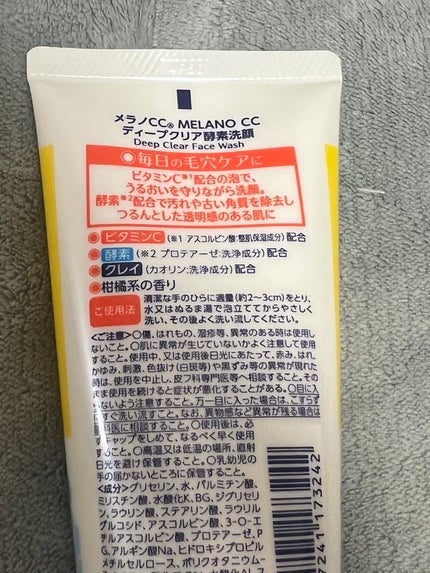 メラノCC® MELANO CC
ディープクリア酵素洗顔
Deep Clear Face Wash
毎日の毛穴ケアに
ビタミンC※1配合の泡で、
うるおいを守りながら洗顔。
酵素※2配合で汚れや古い角質を除去し
つるんとした透明感のある肌に
●ビタミンC(※1 アスコルビン酸:整肌保湿成分)配合
●酵素(※2 プロテアーゼ:洗浄成分)配合
●クレイ(カオリン:洗浄成分)配合
●柑橘系の香り
ご使用法 清潔な手のひらに適量(約2~3cm)をとり、
水又はぬるま湯で泡立ててからやさしく
洗い、その後よく洗い流してください。
<ご注意>○傷、はれもの、湿疹等、異常のある時は使用し
ないこと。○肌に異常が生じていないかよく注意して使用
すること。使用中、又は使用後日光にあたって、赤み、はれ、
かゆみ、刺激、色抜け(白斑等)や黒ずみ等の異常が現れた
時は、使用を中止し、皮フ科専門医等へ相談すること。その
まま使用を続けると症状が悪化することがある。○目に入
らないよう注意すること。万一目に入った場合は、こすらず
すぐ洗い流すこと。なお、異物感など異常が残る場合は
眼科医に相談すること。○使用後は、必
ずキャップをしめて、なるべく早く使用
すること。○高温又は低温の場所、直射
日光を避け保管すること。○乳幼児の
手の届かないところに保管すること。
<成分>グリセリン、水、パルミチン酸、
ミリスチン酸、水酸化K、BG、ジグリセリ
ン、ラウリン酸、ステアリン酸、ラウリル
グルコシド、アスコルビン酸、3-O-エ
チルアスコルビン酸、プロテアーゼ、P
G、アルギン酸Na、ヒドロキシプロピル
メチルセルロース、ポリクオタニウム-
7241 173242